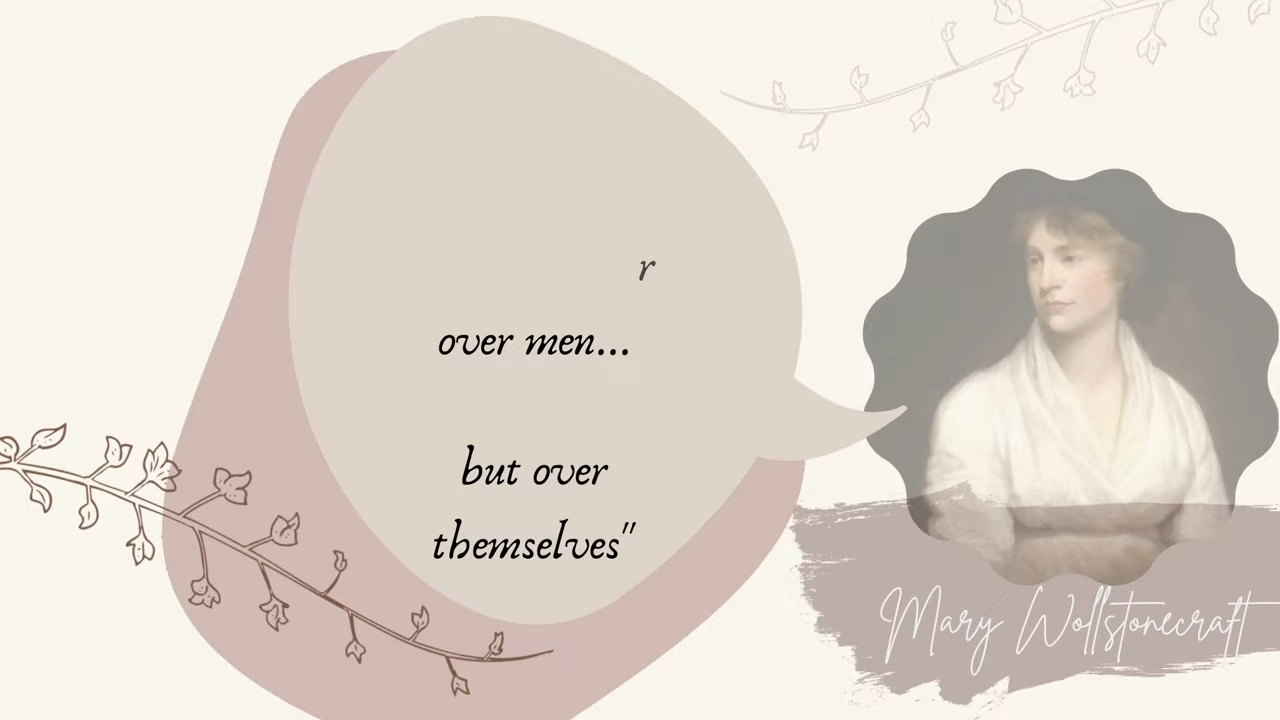 r
over men...
but over
themselves"
Mary Wollstonecraft